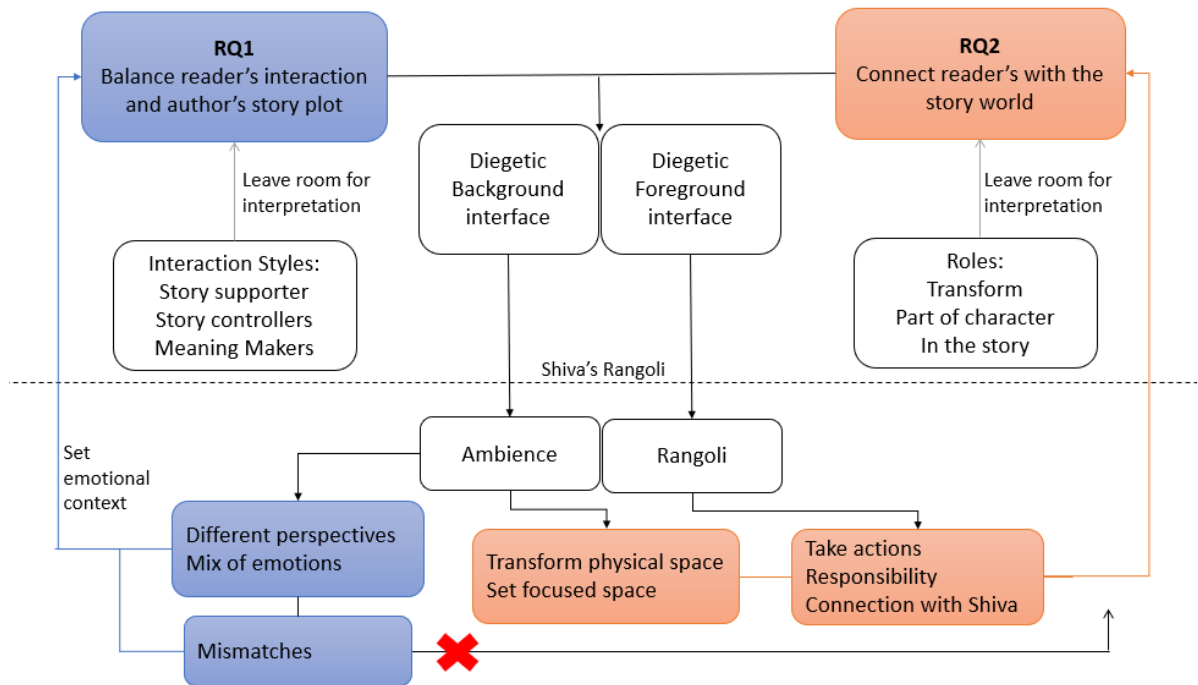 RQ1
Balance reader's interaction
and author's story plot
RQ2
Connect reader's with the
story world
Diegetic
Background
interface
Diegetic
Foreground
interface
Leave room for
interpretation
Leave room for
interpretation
Interaction Styles:
Story supporter
Story controllers
Meaning Makers
Roles:
Transform
Part of character
In the story
Shiva's Rangoli
Set
emotional
context
Ambience
Rangoli
Different perspectives
Mix of emotions
Transform physical space
Set focused space
Take actions
Responsibility
Connection with Shiva
Mismatches